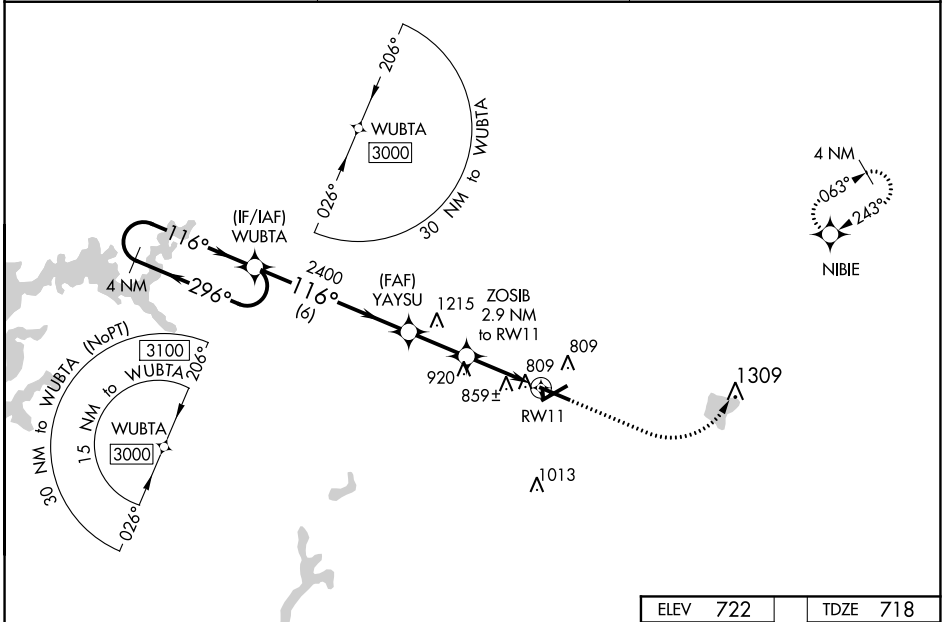 206°
WUBTA
3000
026°
30 NM to WUBTA
4 NM
063°
243°
NIBIE
(IF/IAF)
WUBTA
116°
4 NM
296°
2400
116°
(6)
(FAF)
YAYSU
1215
ZOSIB
2.9 NM
to RW11
809
920
859±
809
RW11
1309
1013
30 NM to WUBTA (NoPT)
3100
206°
15 NM to WUBTA
WUBTA
3000
026°
ELEV 722
TDZE 718